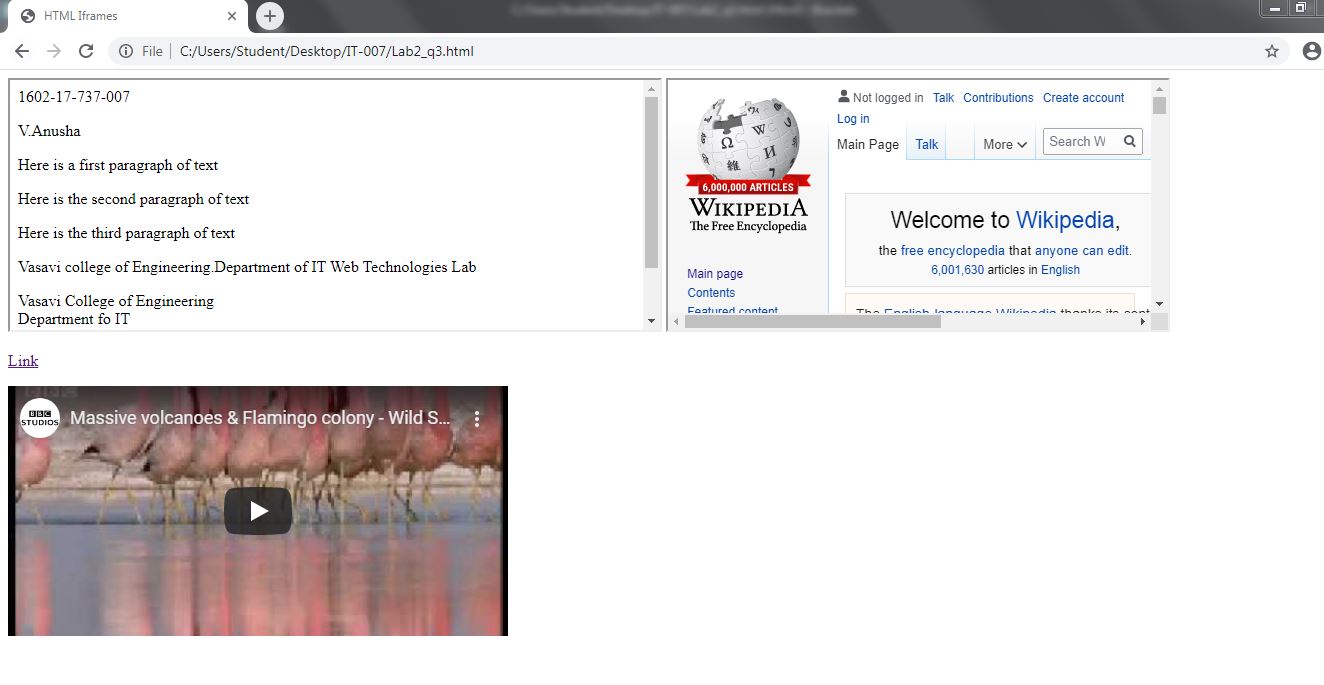 HTML Iframes
File | C:/Users/Student/Desktop/IT-007/Lab2_q3.html
1602-17-737-007
V.Anusha
Here is a first paragraph of text
Here is the second paragraph of text
Here is the third paragraph of text
Vasavi college of Engineering.Department of IT Web Technologies Lab
Vasavi College of Engineering
Department fo IT
Not logged in Talk Contributions Create account
Log in
Main Page Talk More Search W
6,000,000 ARTICLES
WIKIPEDIA
The Free Encyclopedia
Main page
Contents
Featured content
Welcome to Wikipedia,
the free encyclopedia that anyone can edit.
6,001,630 articles in English
The English-language Wikipedia thanks its cont
Link
BBC
STUDIOS
Massive volcanoes & Flamingo colony - Wild S...